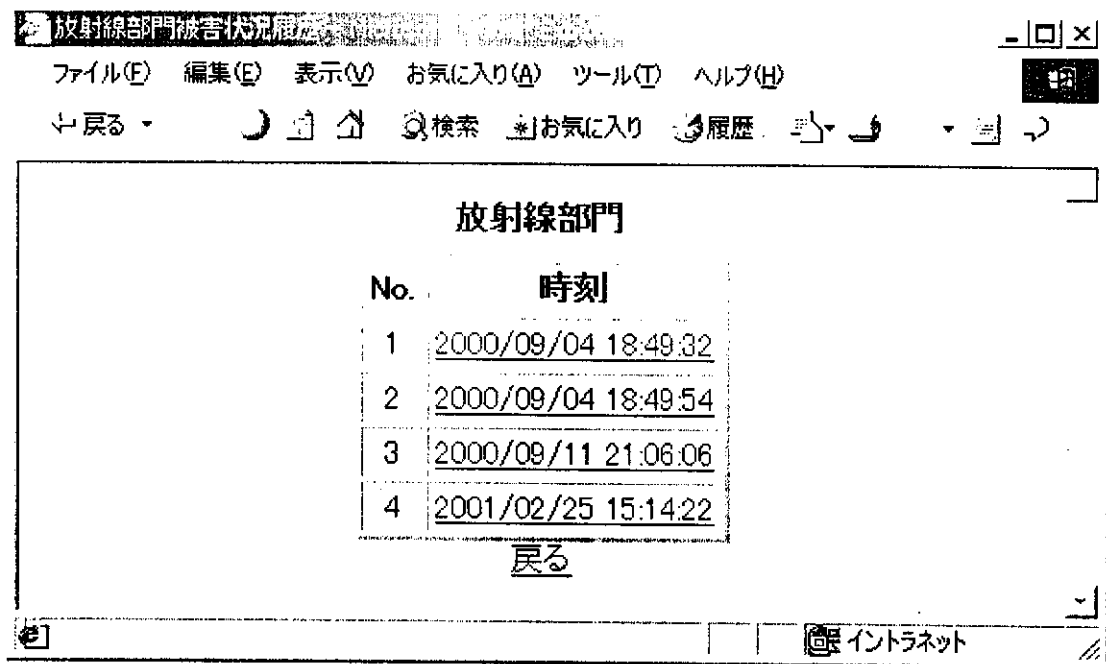 放射線部門被害状況履歴
ファイル(F) 編集(E) 表示(V) お気に入り(A) ツール(T) ヘルプ(H)
戻る 検索 お気に入り 履歴
放射線部門
No. 時刻
1 2000/09/04 18:49:32
2 2000/09/04 18:49:54
3 2000/09/11 21:06:06
4 2001/02/25 15:14:22
戻る
イントラネット